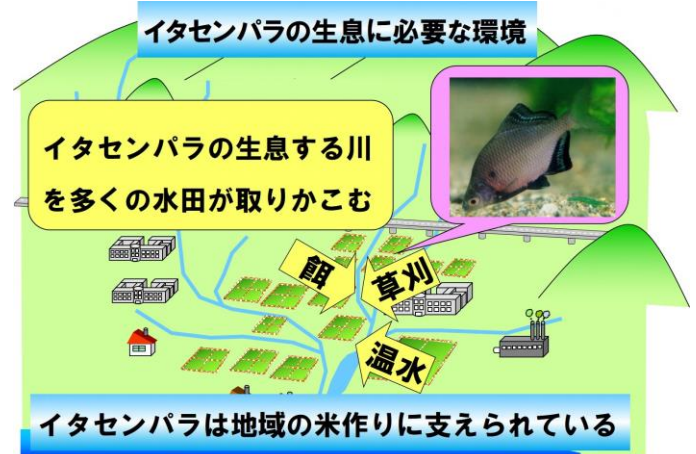 イタセンパラの生息に必要な環境
イタセンパラの生息する川
を多くの水田が取りかこむ
餌
草刈
温水
イタセンパラは地域の米作りに支えられている